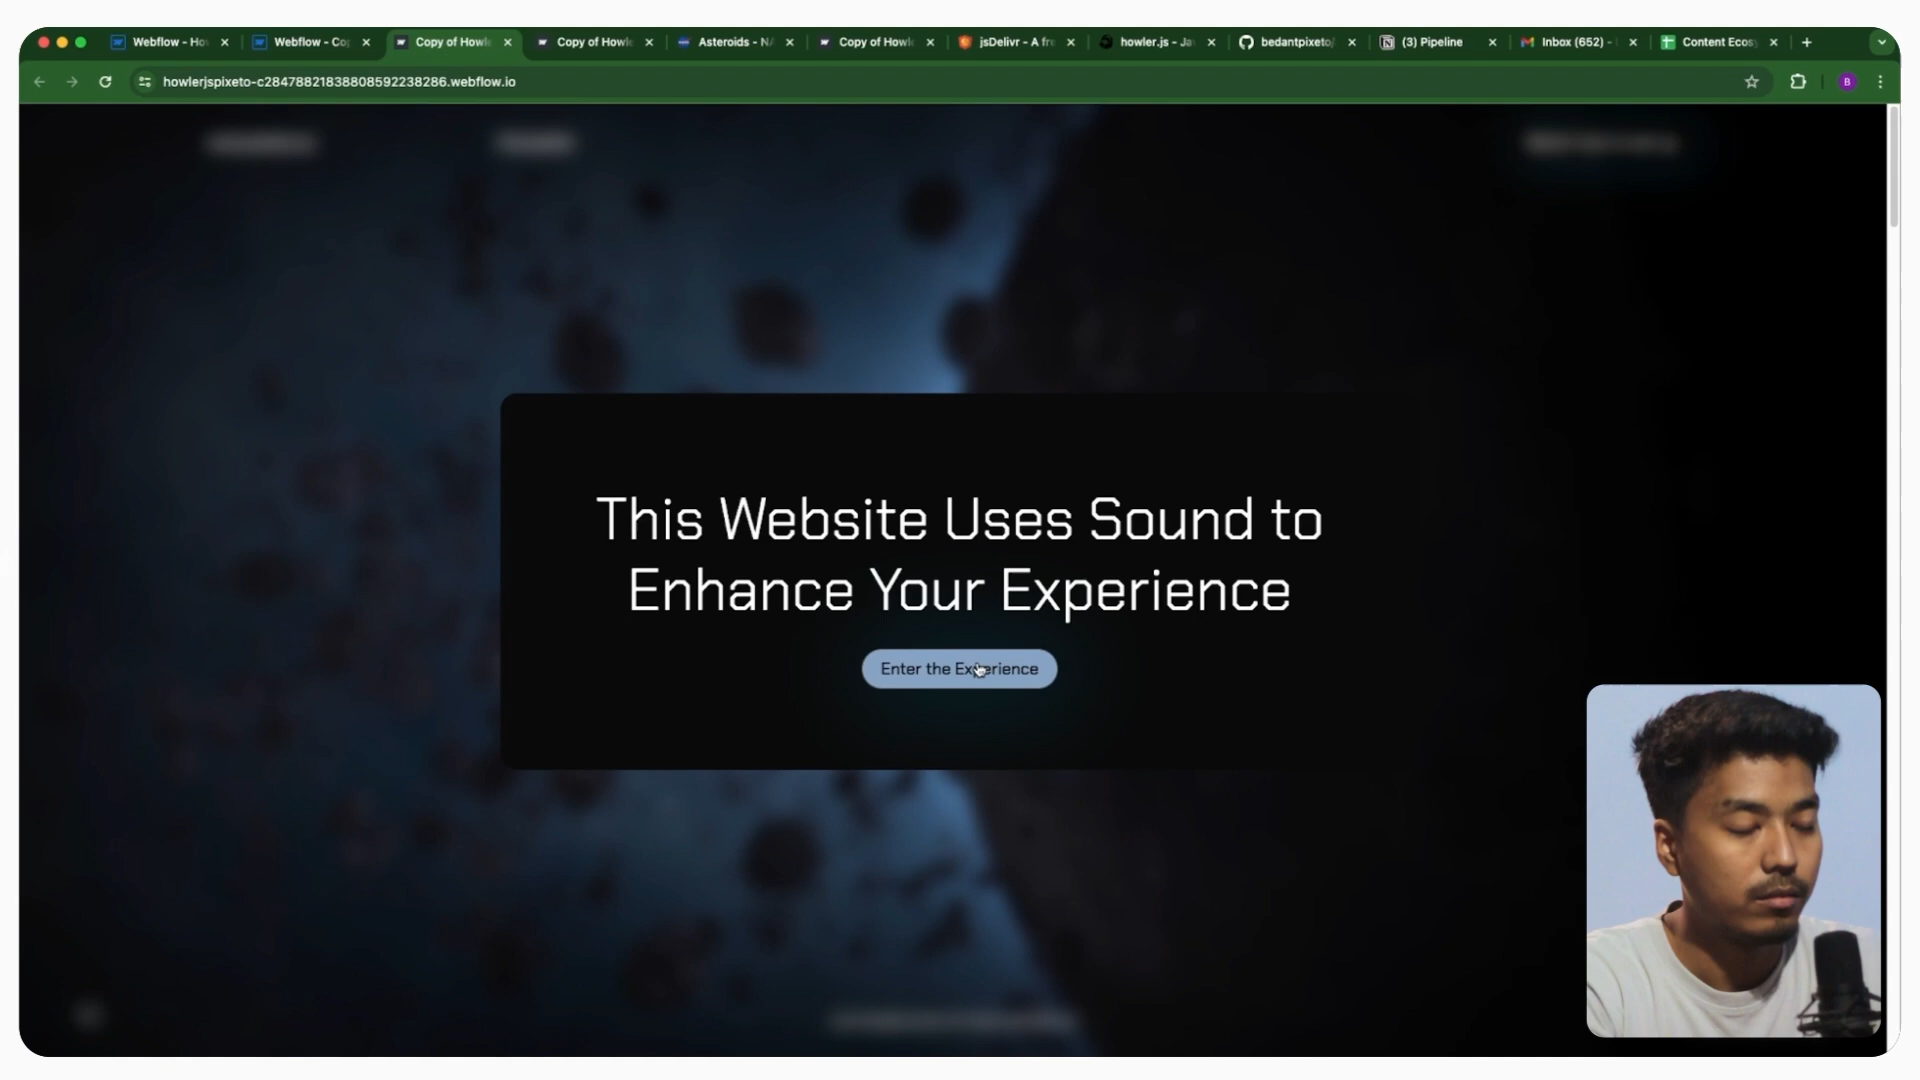 Webflow - Ho
Webflow - Co
Copy of Howl
Copy of Howl
Asteroids - N
Copy of Howl
jsDelivr - A fr
howler.js - Ja
bedantpixeto/
(3) Pipeline
Inbox (652) -
Content Ecos
howlerjspixeto-c28478821838808592238286.webflow.io
B
This Website Uses Sound to
Enhance Your Experience
Enter the Experience